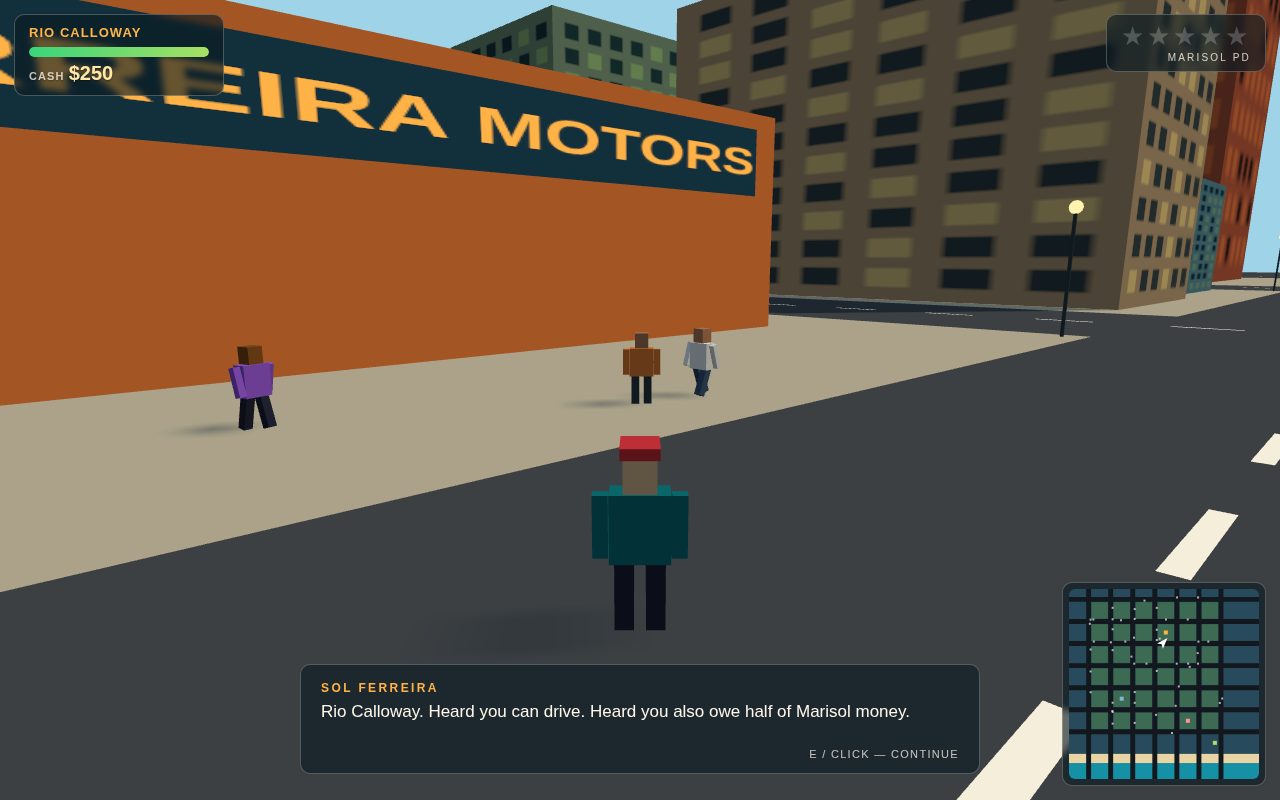 RIO CALLOWAY
CASH $250
REIRA MOTORS
★★★★★
MARISOL PD
SOL FERREIRA
Rio Calloway. Heard you can drive. Heard you also owe half of Marisol money.
E / CLICK — CONTINUE